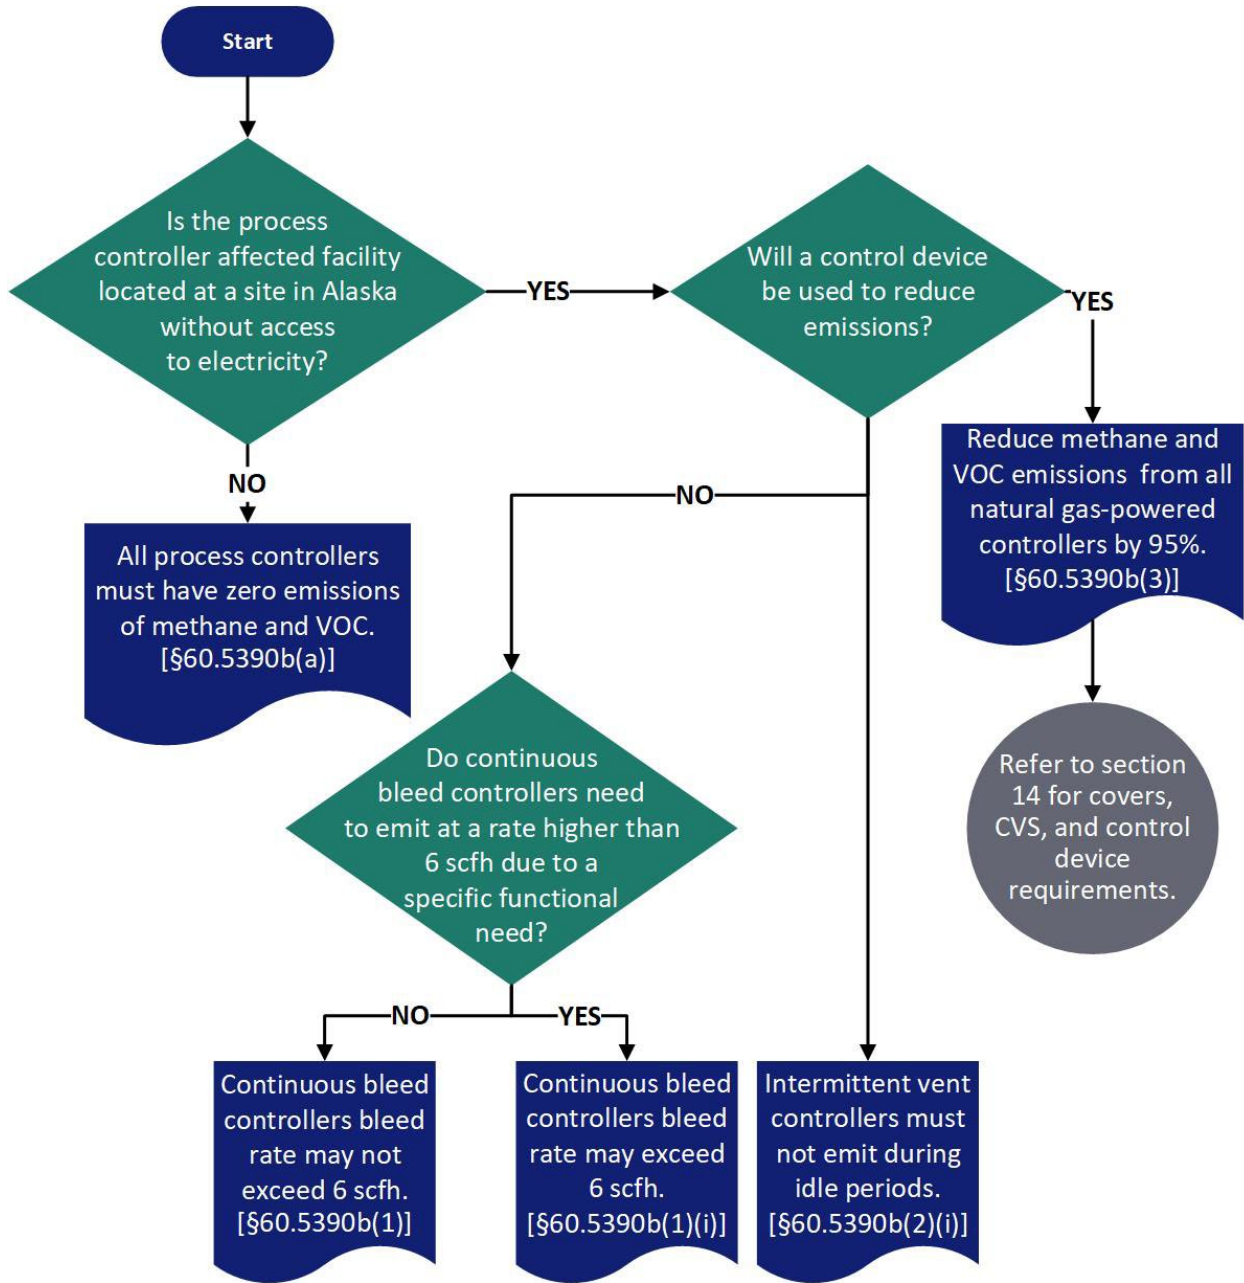 Start
Is the process
controller affected facility
located at a site in Alaska
without access
to electricity?
YES
Will a control device
be used to reduce
emissions?
YES
NO
All process controllers
must have zero emissions
of methane and VOC.
[§60.5390b(a)]
NO
Reduce methane and
VOC emissions from all
natural gas-powered
controllers by 95%.
[§60.5390b(3)]
Refer to section
14 for covers,
CVS, and control
device
requirements.
Do continuous
bleed controllers need
to emit at a rate higher than
6 scfh due to a
specific functional
need?
NO
YES
Continuous bleed
controllers bleed
rate may not
exceed 6 scfh.
[§60.5390b(1)]
Continuous bleed
controllers bleed
rate may exceed
6 scfh.
[§60.5390b(1)(i)]
Intermittent vent
controllers must
not emit during
idle periods.
[§60.5390b(2)(i)]